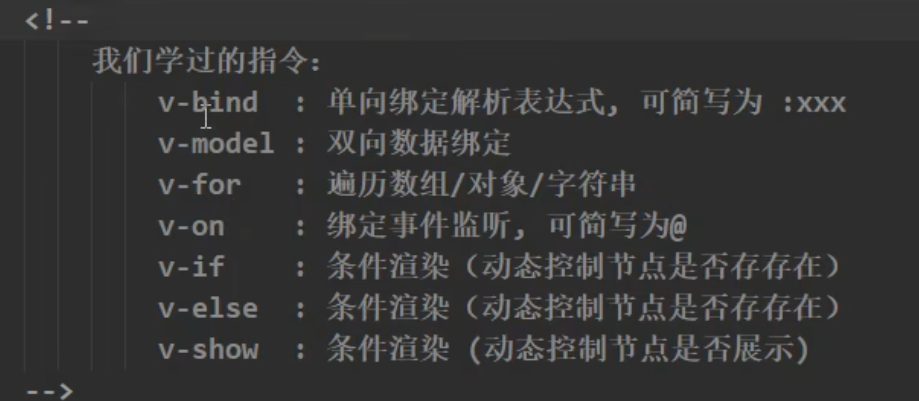 <!--
我们学过的指令:
v-bind : 单向绑定解析表达式, 可简写为 :xxx
v-model : 双向数据绑定
v-for : 遍历数组/对象/字符串
v-on : 绑定事件监听, 可简写为@
v-if : 条件渲染（动态控制节点是否存存在）
v-else : 条件渲染（动态控制节点是否存存在）
v-show : 条件渲染 (动态控制节点是否展示)
-->